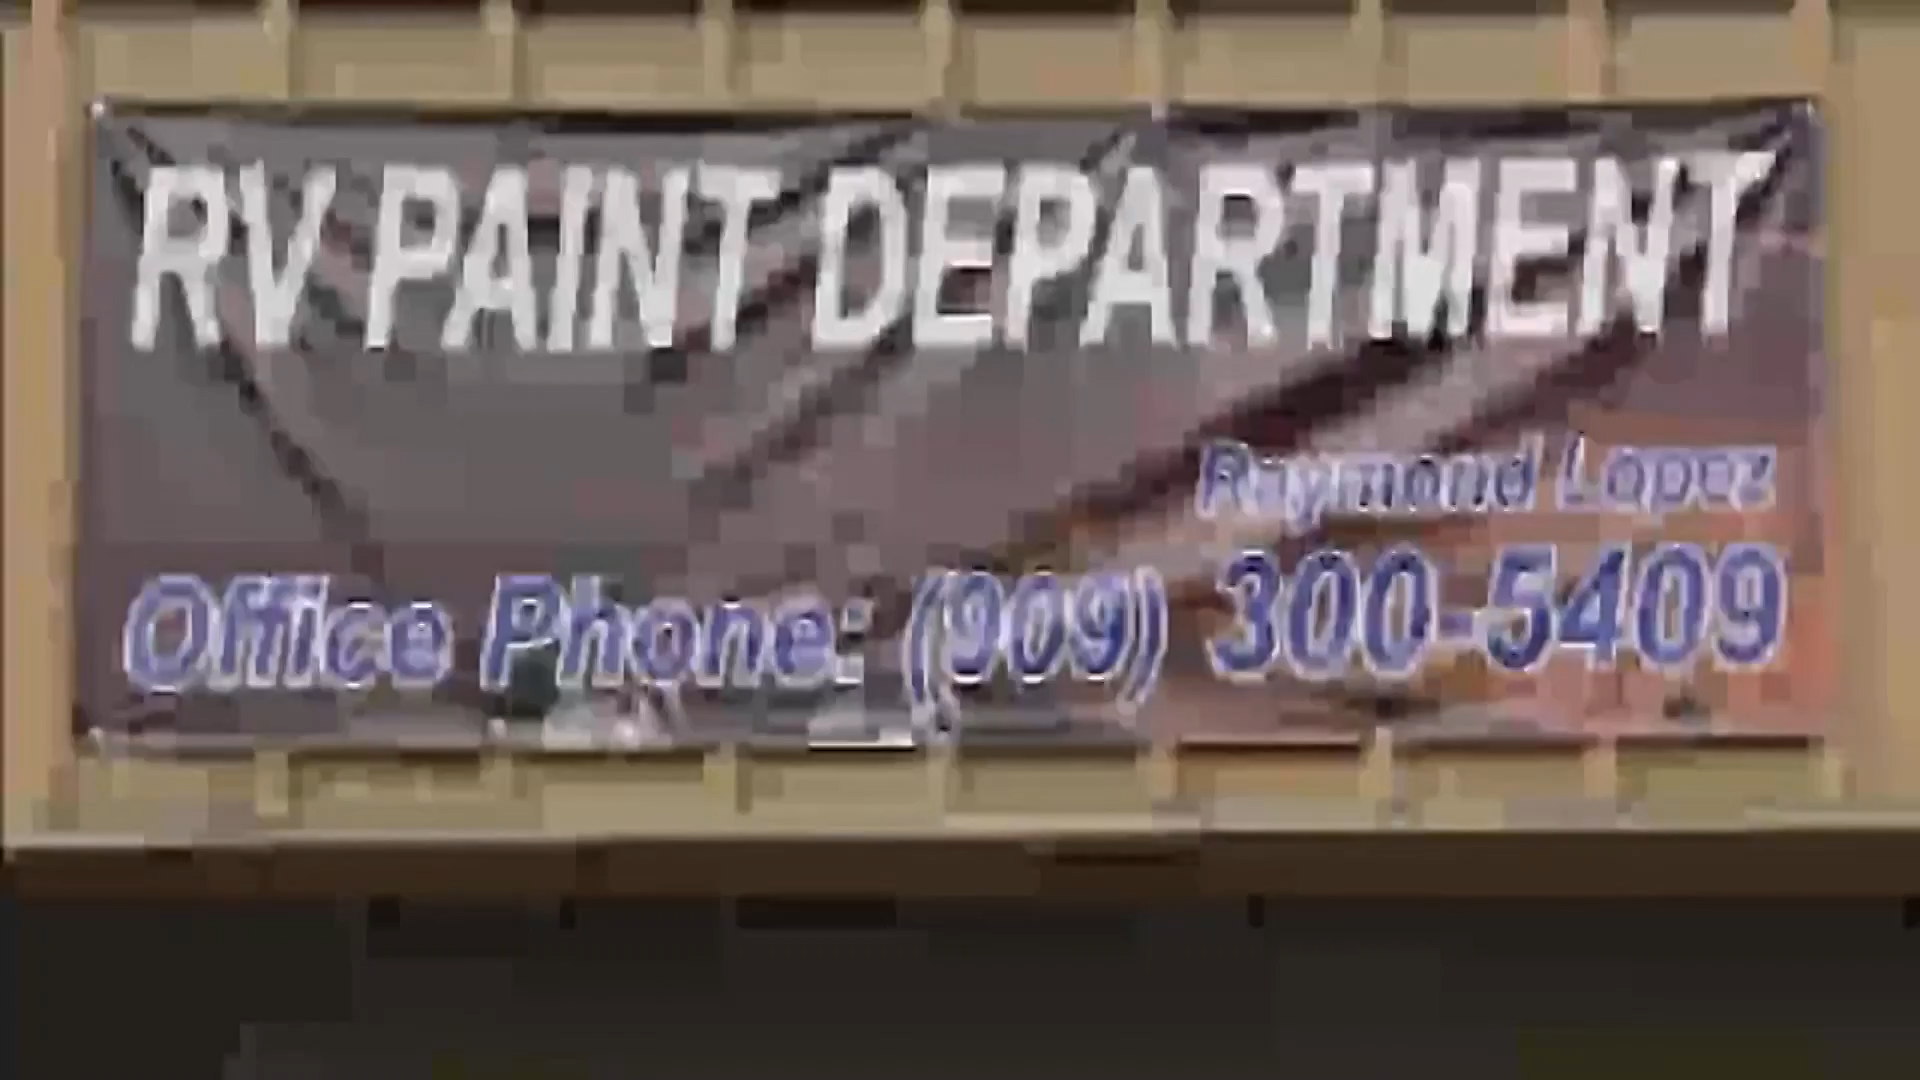 RV PAINT DEPARTMENT
Raymond Lopez
Office Phone: (909) 300-5409